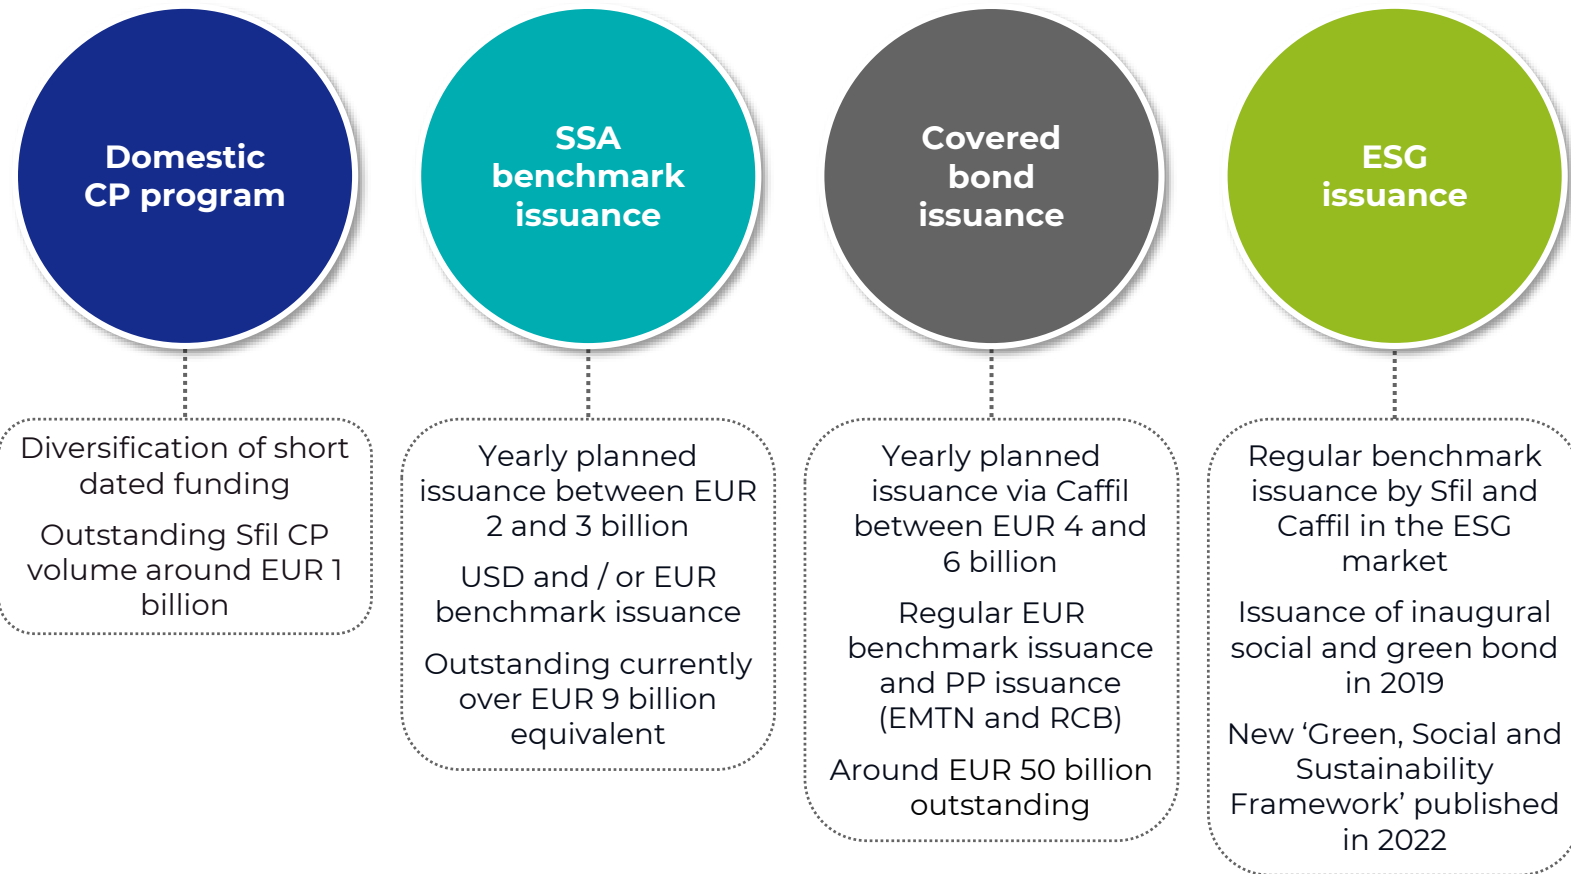 Domestic
CP program
SSA
benchmark
issuance
Covered
bond
issuance
ESG
issuance
Diversification of short
dated funding
Outstanding Sfil CP
volume around EUR 1
billion
Yearly planned
issuance between EUR
2 and 3 billion
USD and / or EUR
benchmark issuance
Outstanding currently
over EUR 9 billion
equivalent
Yearly planned
issuance via Caffil
between EUR 4 and
6 billion
Regular EUR
benchmark issuance
and PP issuance
(EMTN and RCB)
Around EUR 50 billion
outstanding
Regular benchmark
issuance by Sfil and
Caffil in the ESG
market
Issuance of inaugural
social and green bond
in 2019
New ‘Green, Social and
Sustainability
Framework’ published
in 2022